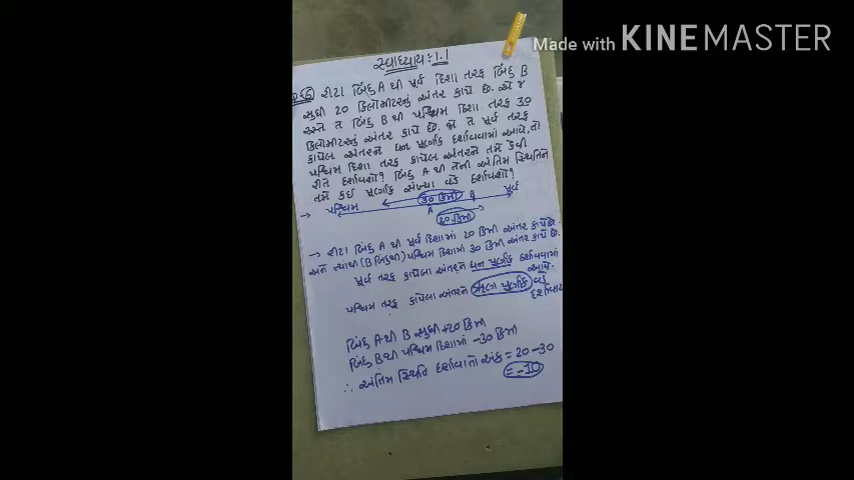 Made with KINEMASTER
સ્વાધ્યાય : 1.1
રીટા બિંદુ A થી પૂર્વ દિશા તરફ બિંદુ B
સુધી 20 કિલોમીટરનું અંતર કાપે છે. એ જ
રસ્તે તે બિંદુ B થી પશ્ચિમ દિશા તરફ 30
કિલોમીટરનું અંતર કાપે છે. જો તે પૂર્વ તરફ
કાપેલ અંતરને ધન પૂર્ણાંક દર્શાવવામાં આવે, તો
પશ્ચિમ દિશા તરફ કાપેલ અંતરને તમે કેવી
રીતે દર્શાવશો? બિંદુ A થી તેની અંતિમ સ્થિતિને
તમે કઈ પૂર્ણાંક સંખ્યા વડે દર્શાવશો?
→ પશ્ચિમ 30 કિમી B પૂર્વ
A
20 કિમી
→ રીટા બિંદુ A થી પૂર્વ દિશામાં 20 કિમી અંતર કાપે છે
અને ત્યાંથી (B બિંદુથી) પશ્ચિમ દિશામાં 30 કિમી અંતર કાપે છે.
પૂર્વ તરફ કાપેલા અંતરને ધન પૂર્ણાંક દર્શાવવામાં
આવે.
પશ્ચિમ તરફ કાપેલા અંતરને ઋણ પૂર્ણાંક વડે
દર્શાવાય
બિંદુ A થી B સુધી +20 કિમી
બિંદુ B થી પશ્ચિમ દિશામાં -30 કિમી
∴ અંતિમ સ્થિતિ દર્શાવાતો અંક = 20 - 30
= -10